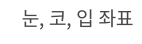 눈, 코, 입 좌표